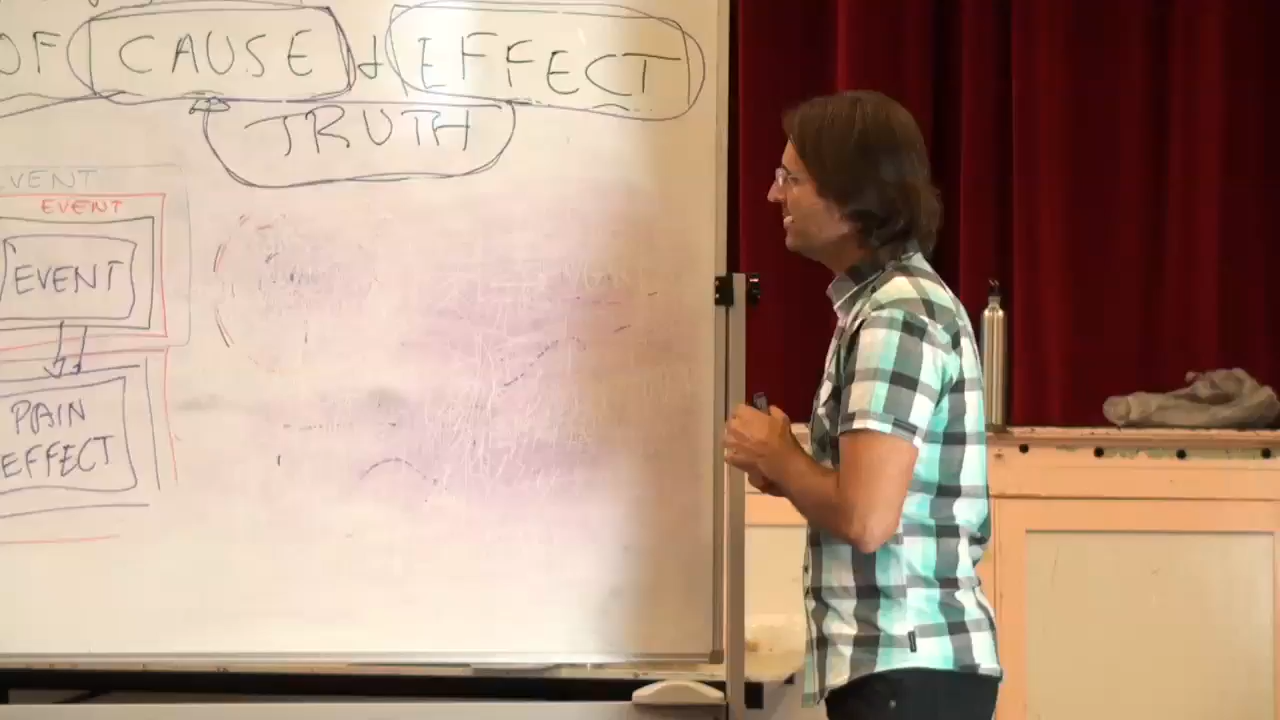 OF CAUSE & EFFECT
TRUTH
EVENT
EVENT
EVENT
PAIN
EFFECT